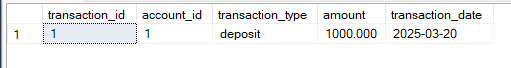 transaction_id account_id transaction_type amount transaction_date
1 1 1 deposit 1000.000 2025-03-20